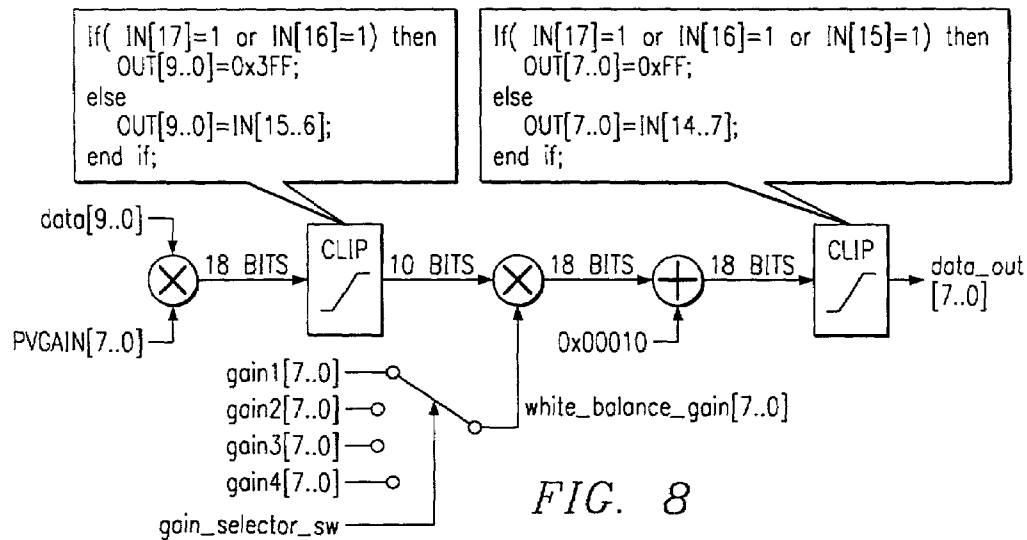 If( IN[17]=1 or IN[16]=1) then
OUT[9..0]=0x3FF;
else
OUT[9..0]=IN[15..6];
end if;
If( IN[17]=1 or IN[16]=1 or IN[15]=1) then
OUT[7..0]=0xFF;
else
OUT[7..0]=IN[14..7];
end if;
data[9..0]
18 BITS
CLIP
10 BITS
18 BITS
18 BITS
CLIP
data_out
[7..0]
PVGAIN[7..0]
0x00010
gain1[7..0]
gain2[7..0]
gain3[7..0]
gain4[7..0]
white_balance_gain[7..0]
gain_selector_sw
FIG. 8